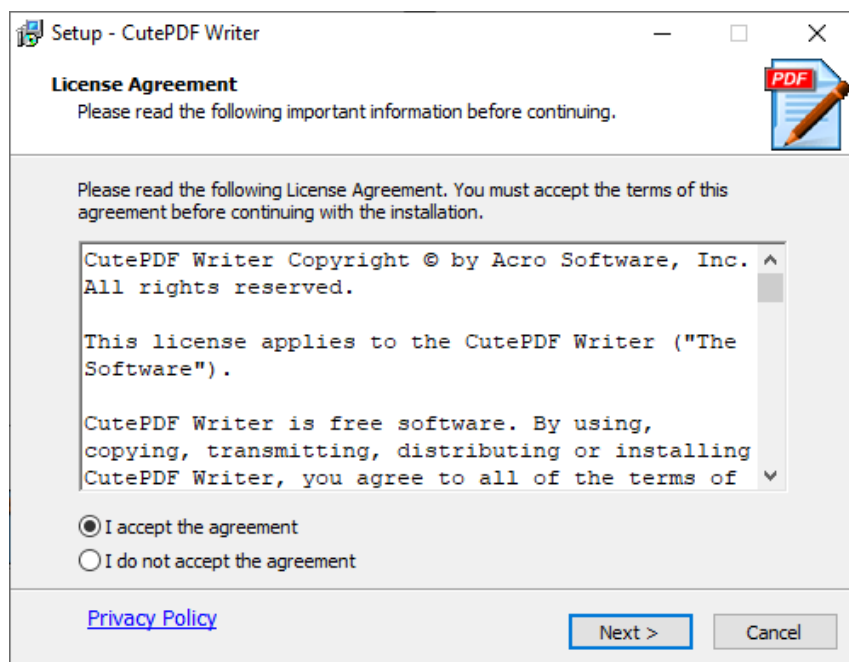 Setup - CutePDF Writer
License Agreement
Please read the following important information before continuing.
PDF
Please read the following License Agreement. You must accept the terms of this
agreement before continuing with the installation.
CutePDF Writer Copyright © by Acro Software, Inc.
All rights reserved.
This license applies to the CutePDF Writer ("The
Software").
CutePDF Writer is free software. By using,
copying, transmitting, distributing or installing
CutePDF Writer, you agree to all of the terms of
I accept the agreement
I do not accept the agreement
Privacy Policy
Next >
Cancel